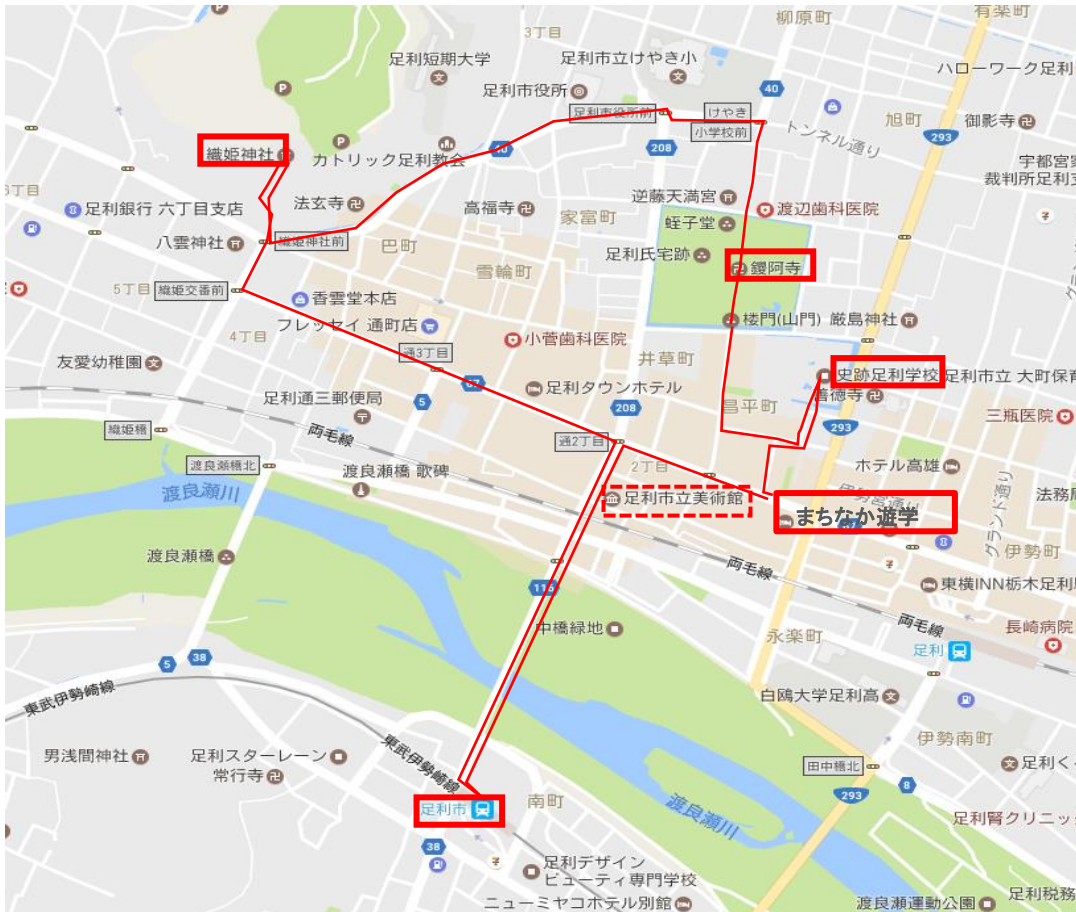 柳原町
有楽町
3丁目
足利短期大学
足利市立けやき小
ハローワーク足利
足利市役所
40
足利市役所前
けやき
小学校前
旭町
293
御影寺
トンネル通り
208
40
織姫神社
カトリック足利教会
宇都宮家
裁判所足利支
逆藤天満宮
渡辺歯科医院
足利銀行 六丁目支店
法玄寺
高福寺
家富町
蛭子堂
八雲神社
織姫神社前
巴町
足利氏宅跡
鑁阿寺
雪輪町
5丁目
織姫交番前
香雲堂本店
4丁目
フレッセイ 通町店
楼門(山門)
厳島神社
小菅歯科医院
友愛幼稚園
通3丁目
井草町
67
足利タウンホテル
史跡足利学校
足利市立 大町保育
善徳寺
足利通三郵便局
5
208
昌平町
三瓶医院
293
織姫橋
両毛線
通2丁目
渡良瀬橋北
渡良瀬橋 歌碑
2丁目
ホテル高雄
グランド通り
渡良瀬川
足利市立美術館
伊勢宮通り
法務局
まちなか遊学
伊勢町
渡良瀬橋
両毛線
東横INN栃木足利駅
中橋緑地
永楽町
両毛線
長崎病院
足利
5
38
東武伊勢崎線
白鴎大学足利高
男浅間神社
足利スターレーン
常行寺
東武伊勢崎線
伊勢南町
田中橋北
足利く
足利市
南町
渡良瀬川
293
8
足利腎クリニック
38
足利デザイン
ビューティ専門学校
ニューミヤコホテル別館
渡良瀬運動公園
足利税務